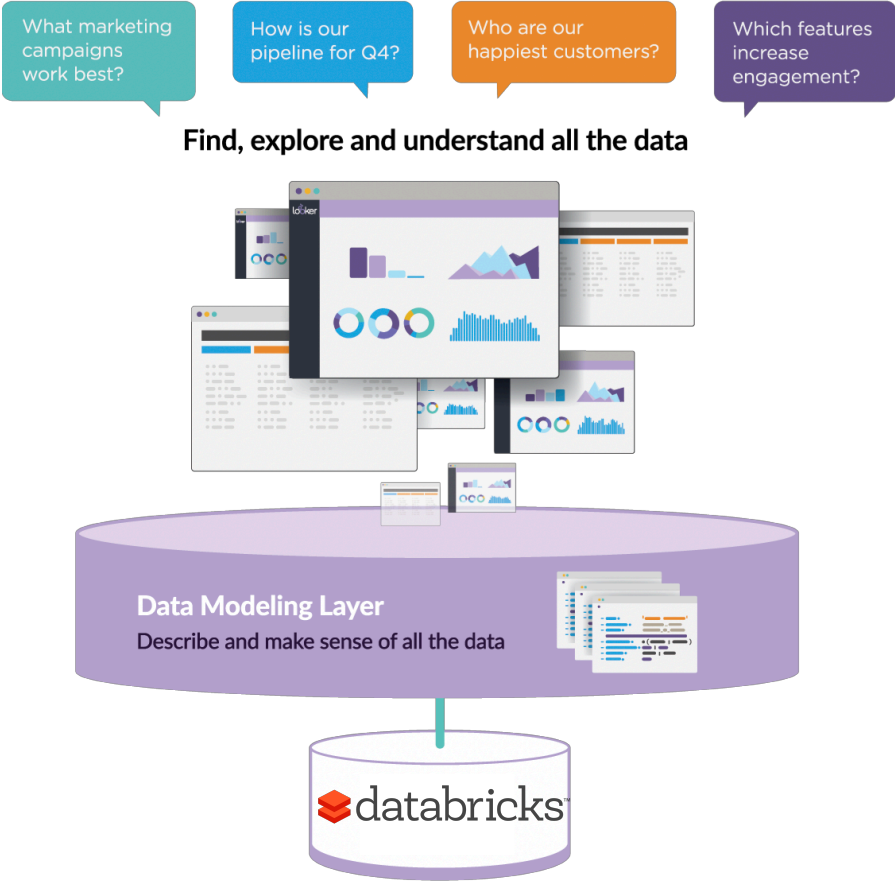 What marketing
campaigns
work best?
How is our
pipeline for Q4?
Who are our
happiest customers?
Which features
increase
engagement?
Find, explore and understand all the data
looker
Data Modeling Layer
Describe and make sense of all the data
databricks™